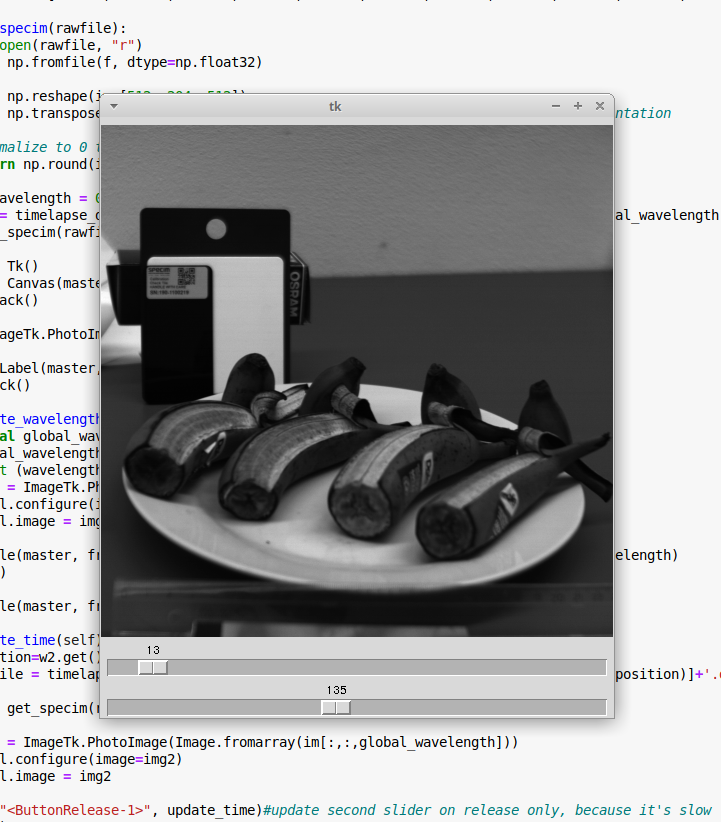 specim(rawfile):
open(rawfile, "r")
np.fromfile(f, dtype=np.float32)
np.reshape(i
tk
np.transpose
ntation
malize to 0
rn np.round(i
avelength =
= timelapse_
al_wavelength
_specim(rawf
Tk()
Canvas(maste
ack()
SPECIM
OSRAM
ageTk.PhotoIm
Label(master,
ck()
te_wavelength
al global_wav
al_wavelength
t (wavelength
= ImageTk.Ph
l.configure(i
l.image = img
le(master, fr
elength)
)
le(master, fr
te_time(self)
13
tion=w2.get()
ile = timelap
position)]+'.
135
get_specim(r
= ImageTk.PhotoImage(Image.fromarray(im[:,:,global_wavelength]))
l.configure(image=img2)
l.image = img2
"<ButtonRelease-1>", update_time)#update second slider on release only, because it's slow